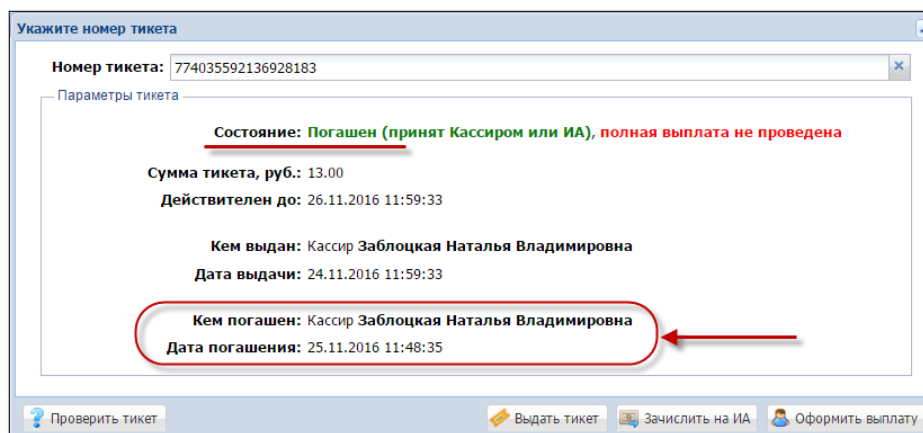 Укажите номер тикета
Номер тикета: 774035592136928183
Параметры тикета
Состояние: Погашен (принят Кассиром или ИА), полная выплата не проведена
Сумма тикета, руб.: 13.00
Действителен до: 26.11.2016 11:59:33
Кем выдан: Кассир Заблоцкая Наталья Владимировна
Дата выдачи: 24.11.2016 11:59:33
Кем погашен: Кассир Заблоцкая Наталья Владимировна
Дата погашения: 25.11.2016 11:48:35
Проверить тикет Выдать тикет Зачислить на ИА Оформить выплату